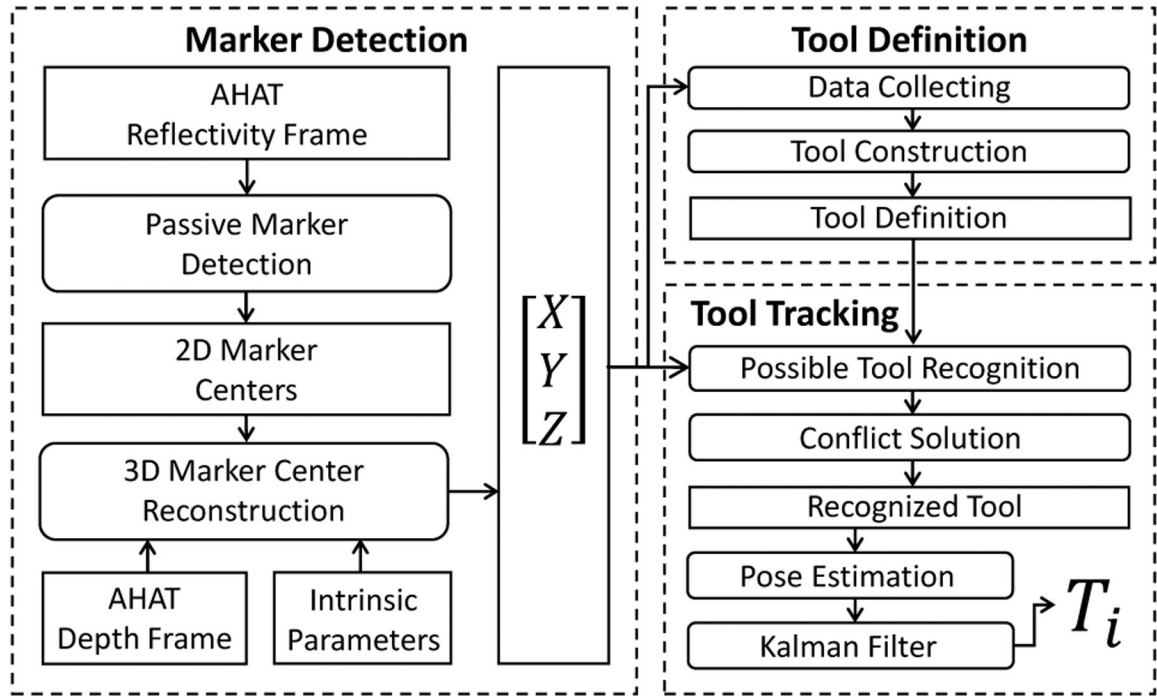 Marker Detection
AHAT
Reflectivity Frame
Passive Marker
Detection
2D Marker
Centers
3D Marker Center
Reconstruction
AHAT
Depth Frame
Intrinsic
Parameters
X
Y
Z
Tool Definition
Data Collecting
Tool Construction
Tool Definition
Tool Tracking
Possible Tool Recognition
Conflict Solution
Recognized Tool
Pose Estimation
Kalman Filter
T_i